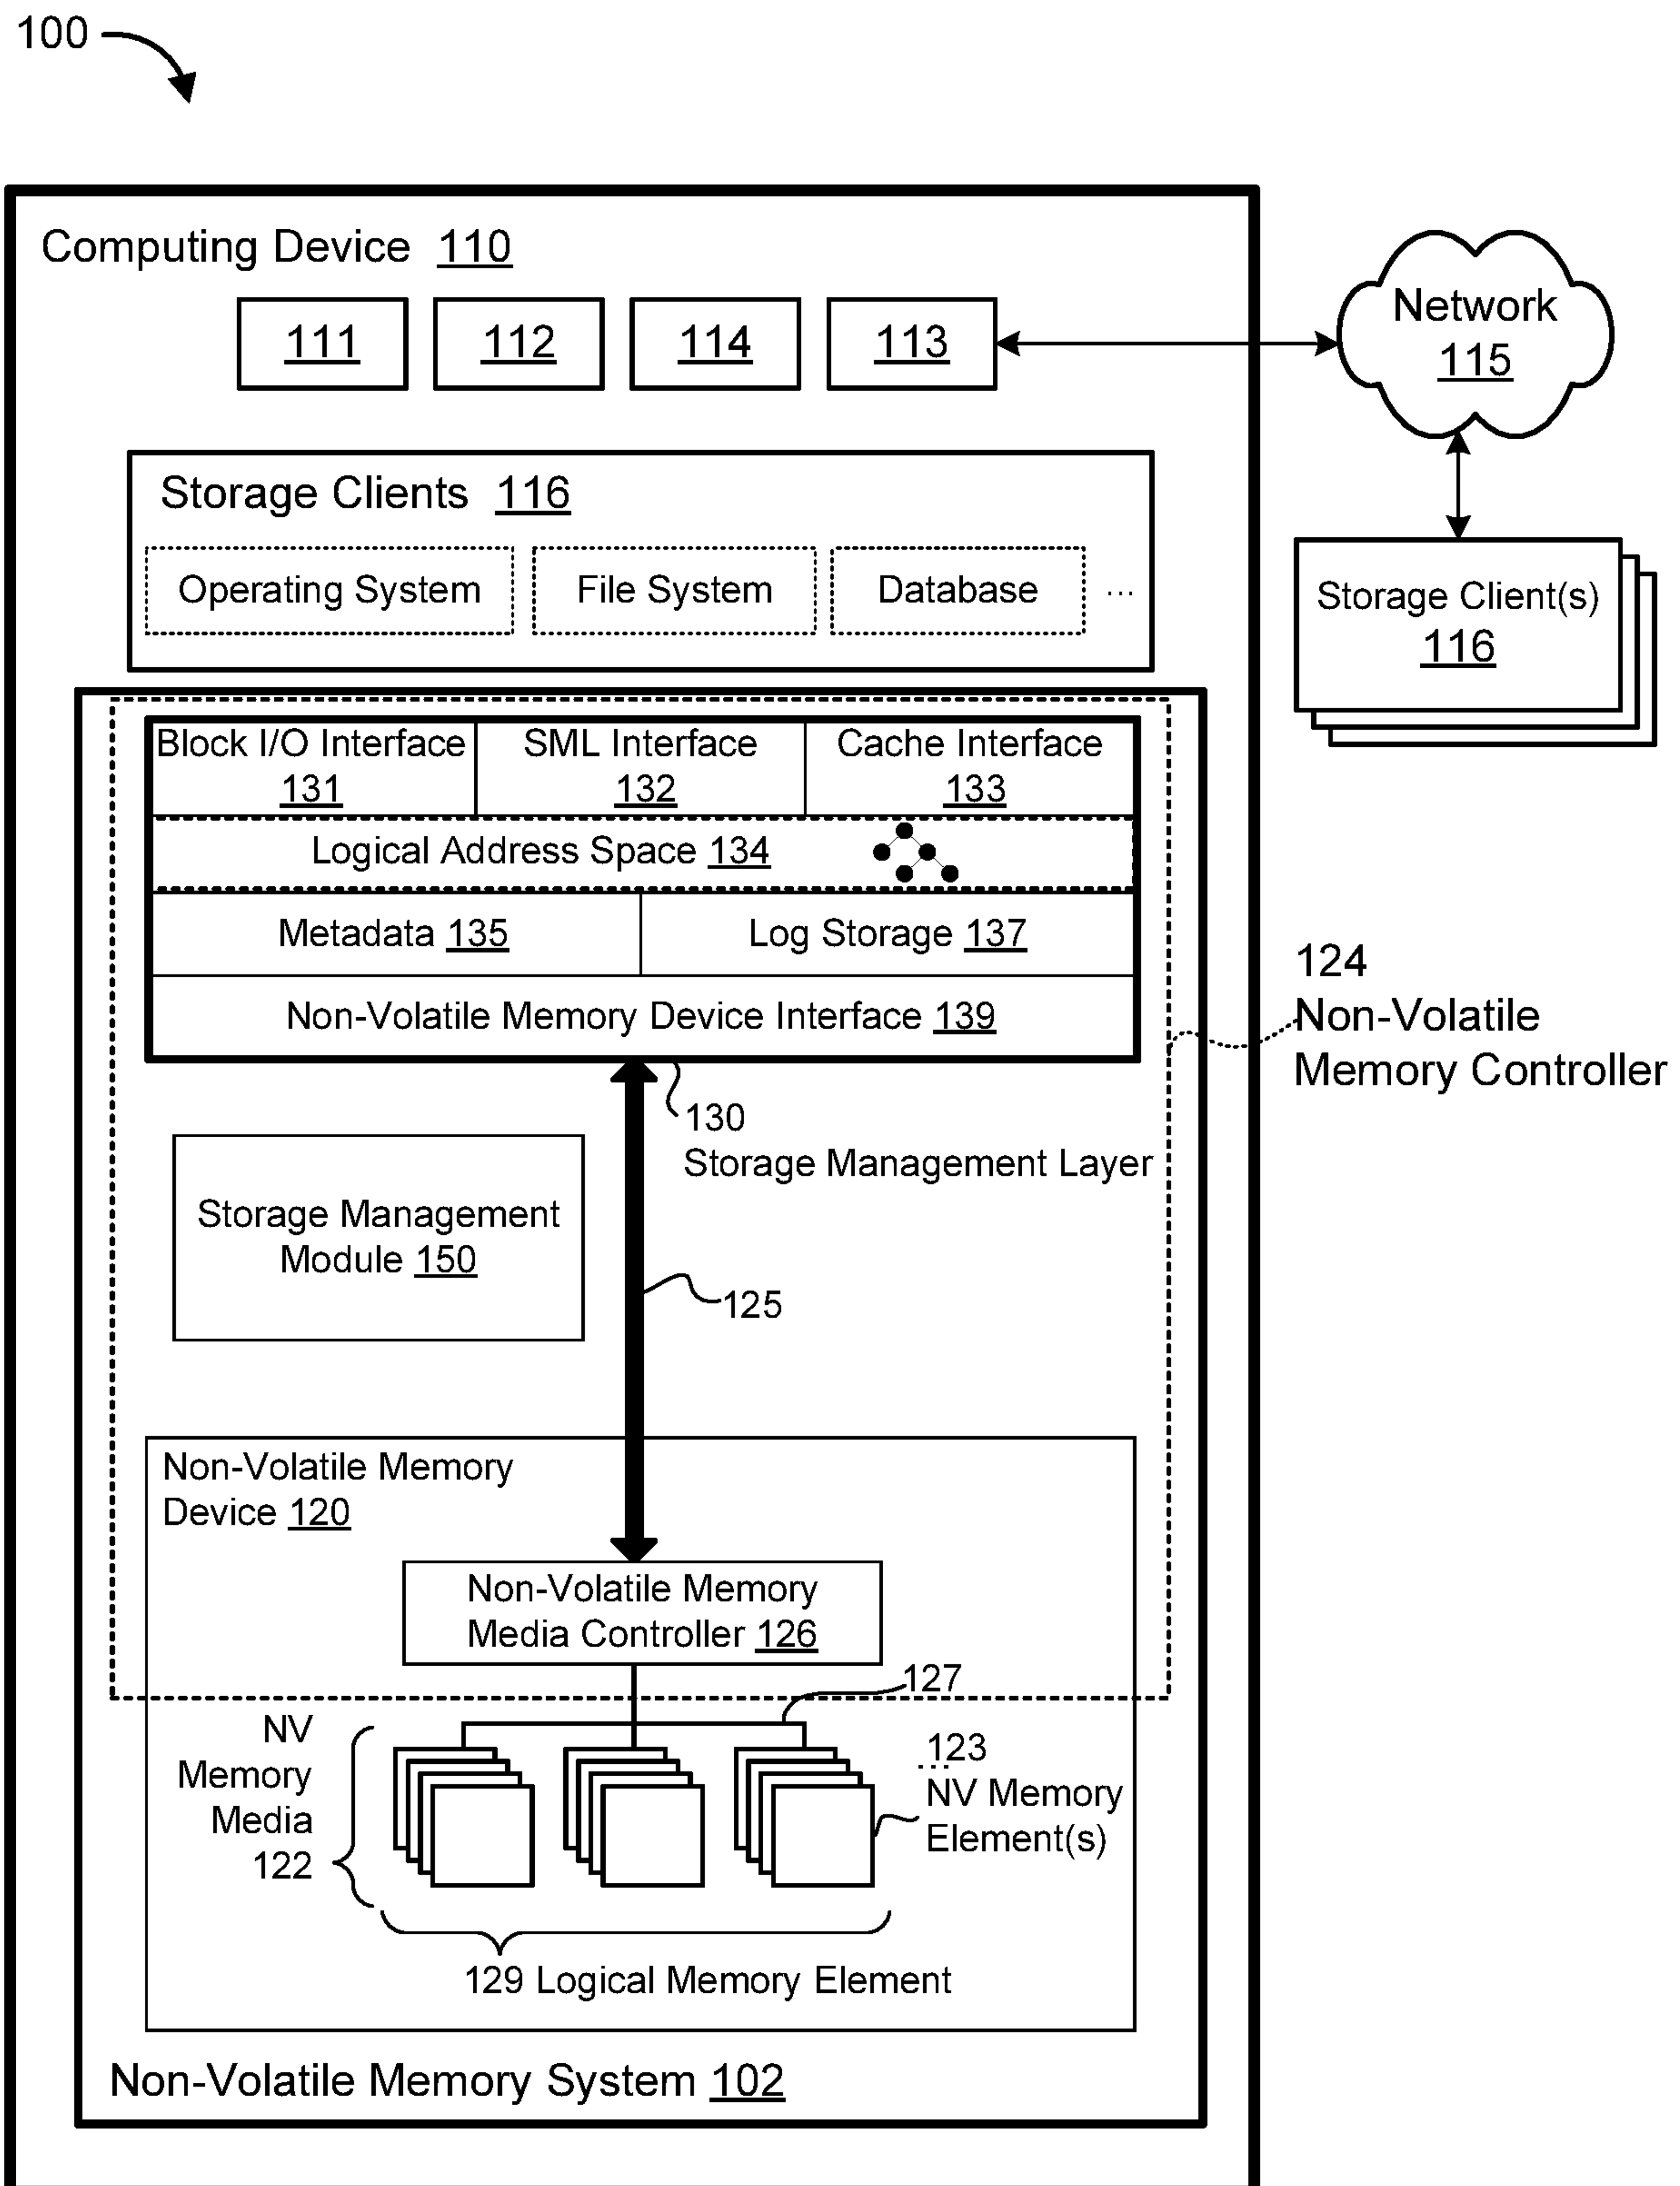 100
Computing Device 110
111
112
114
113
Network
115
Storage Clients 116
Operating System
File System
Database
...
Storage Client(s)
116
Block I/O Interface
131
SML Interface
132
Cache Interface
133
Logical Address Space 134
Metadata 135
Log Storage 137
Non-Volatile Memory Device Interface 139
124
Non-Volatile
Memory Controller
130
Storage Management Layer
Storage Management
Module 150
125
Non-Volatile Memory
Device 120
Non-Volatile Memory
Media Controller 126
127
NV
Memory
Media
122
...
123
NV Memory
Element(s)
129 Logical Memory Element
Non-Volatile Memory System 102